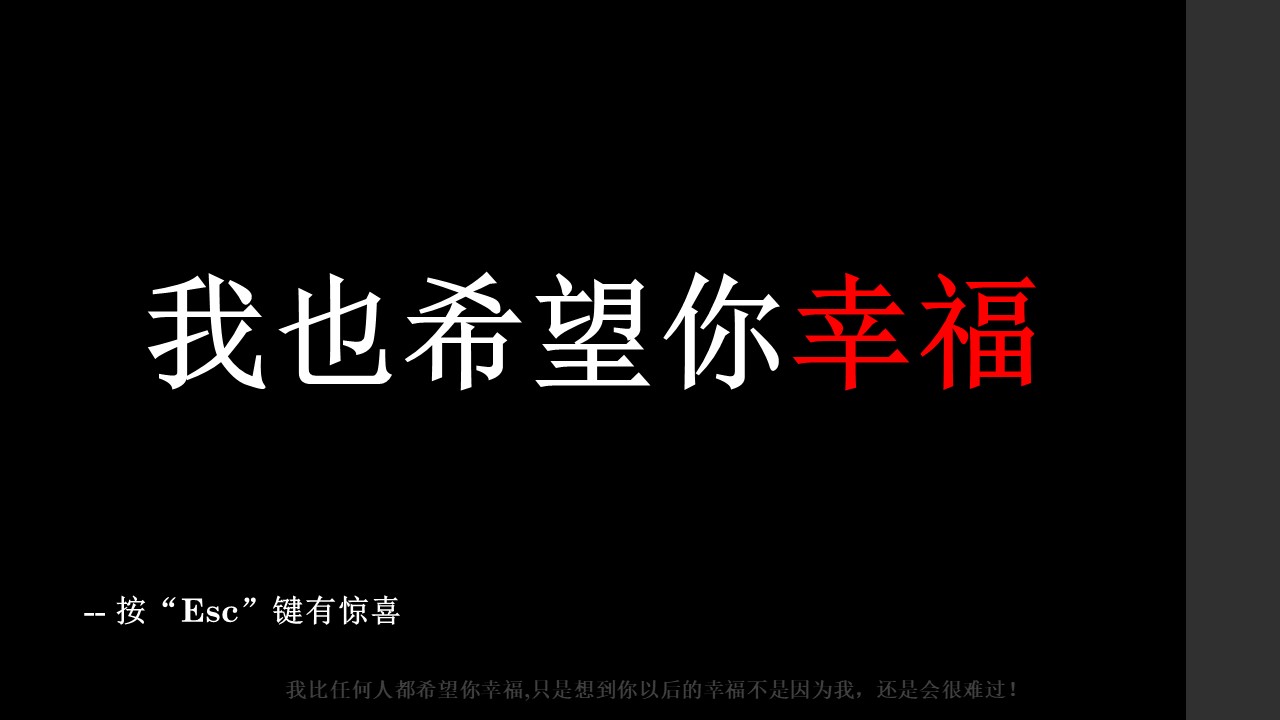 我也希望你幸福
-- 按“Esc”键有惊喜
我比任何人都希望你幸福,只是想到你以后的幸福不是因为我，还是会很难过！